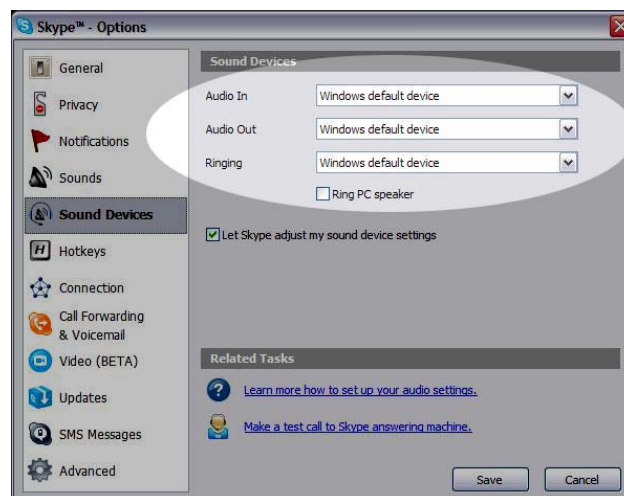 Skype™ - Options
General
Privacy
Notifications
Sounds
Sound Devices
Hotkeys
Connection
Call Forwarding
& Voicemail
Video (BETA)
Updates
SMS Messages
Advanced
Sound Devices
Audio In
Windows default device
Audio Out
Windows default device
Ringing
Windows default device
Ring PC speaker
Let Skype adjust my sound device settings
Related Tasks
Learn more how to set up your audio settings.
Make a test call to Skype answering machine.
Save
Cancel